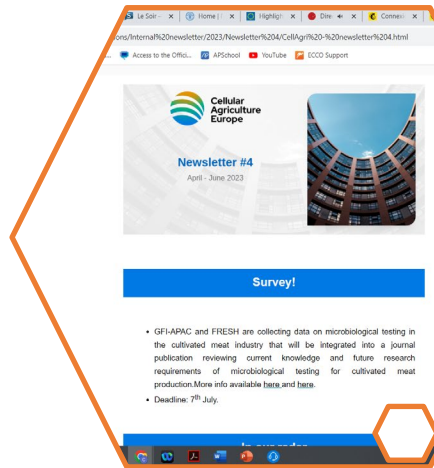 Le Soir -
Home |
Highligh
Dire
Connex
ons/Internal%20newsletter/2023/Newsletter%204/CellAgri%20-%20newsletter%204.html
Access to the Offici...
APSchool
YouTube
ECCO Support
Cellular
Agriculture
Europe
Newsletter #4
April - June 2023
Survey!
• GFI-APAC and FRESH are collecting data on microbiological testing in
the cultivated meat industry that will be integrated into a journal
publication reviewing current knowledge and future research
requirements of microbiological testing for cultivated meat
production.More info available here and here.
• Deadline: 7th July.